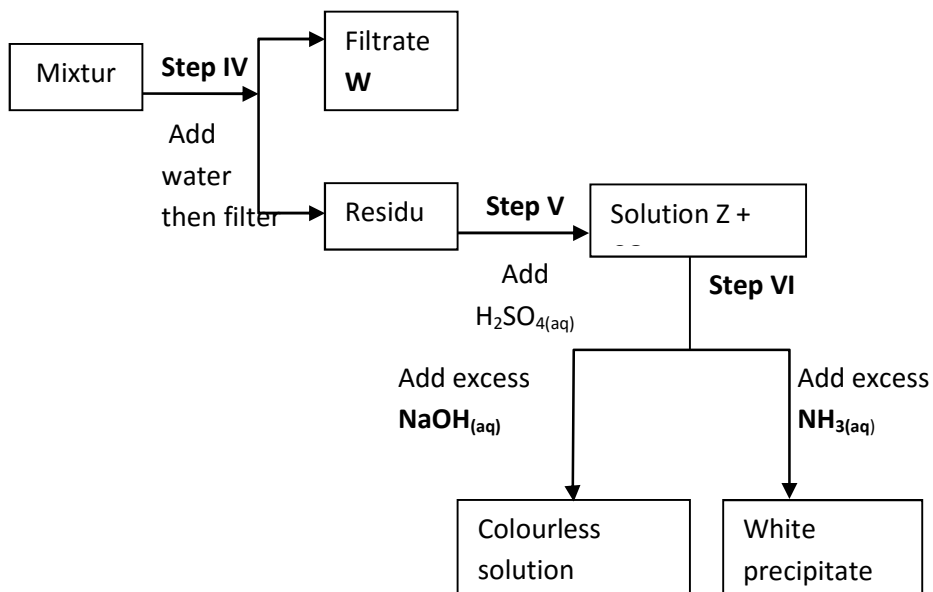 Mixtur
Step IV
Add
water
then filter
Filtrate
W
Residu
Step V
Add
H₂SO₄(aq)
Solution Z +
Step VI
Add excess
NaOH(aq)
Add excess
NH₃(aq)
Colourless
solution
White
precipitate